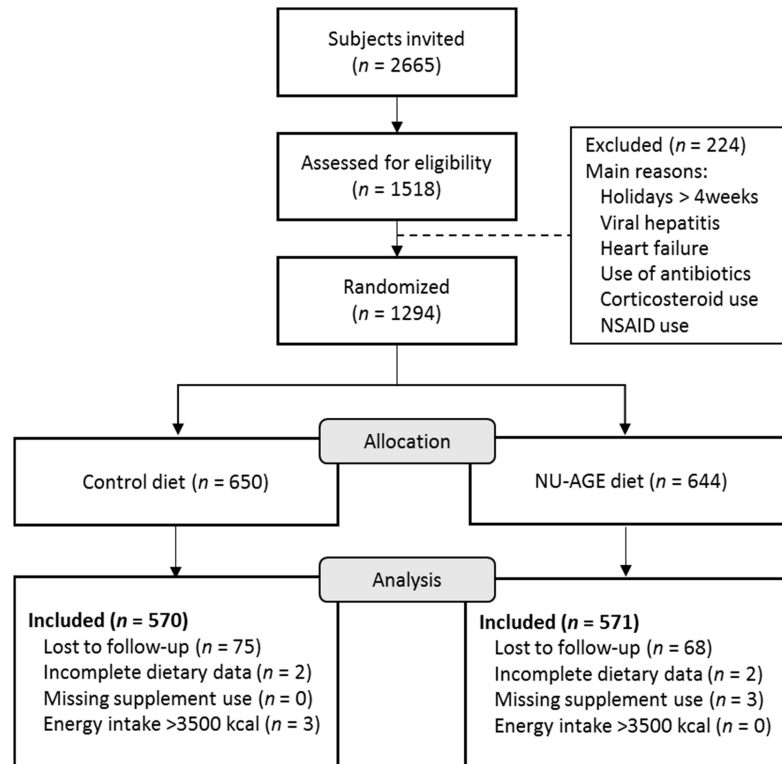 Subjects invited
(n = 2665)
Assessed for eligibility
(n = 1518)
Excluded (n = 224)
Main reasons:
Holidays > 4weeks
Viral hepatitis
Heart failure
Use of antibiotics
Corticosteroid use
NSAID use
Randomized
(n = 1294)
Allocation
Control diet (n = 650)
NU-AGE diet (n = 644)
Analysis
Included (n = 570)
Lost to follow-up (n = 75)
Incomplete dietary data (n = 2)
Missing supplement use (n = 0)
Energy intake >3500 kcal (n = 3)
Included (n = 571)
Lost to follow-up (n = 68)
Incomplete dietary data (n = 2)
Missing supplement use (n = 3)
Energy intake >3500 kcal (n = 0)